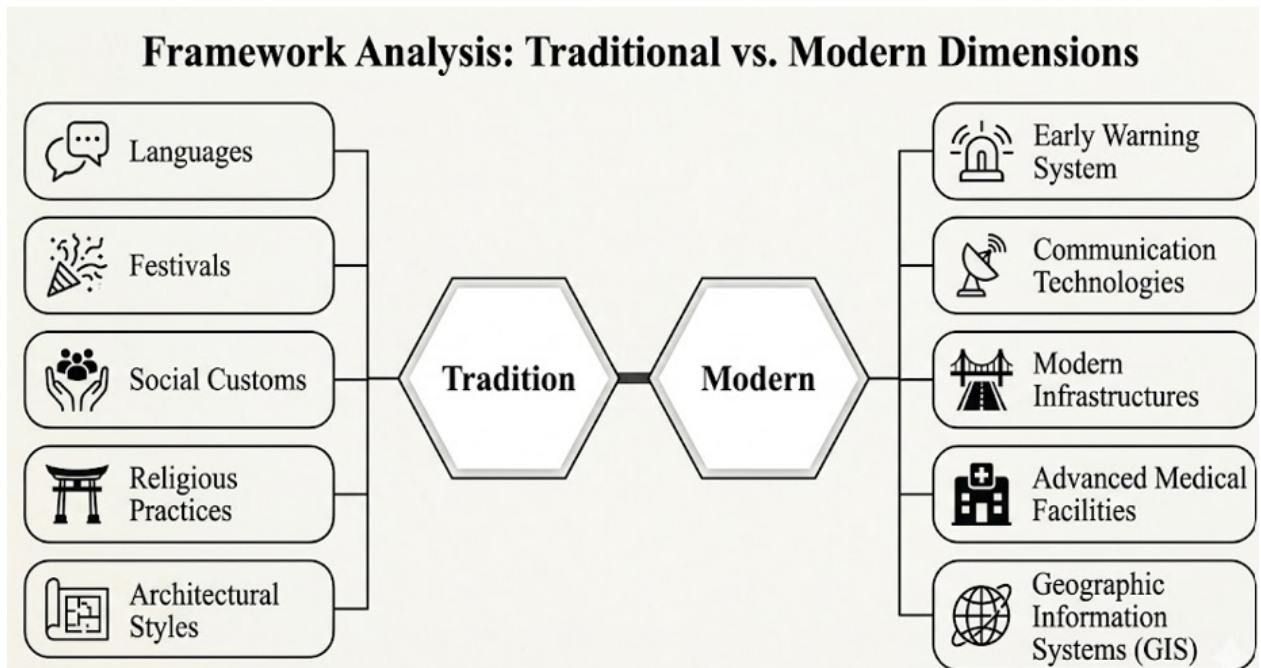 Framework Analysis: Traditional vs. Modern Dimensions
Languages
Festivals
Social Customs
Religious
Practices
Architectural
Styles
Tradition
Modern
Early Warning
System
Communication
Technologies
Modern
Infrastructures
Advanced Medical
Facilities
Geographic
Information
Systems (GIS)